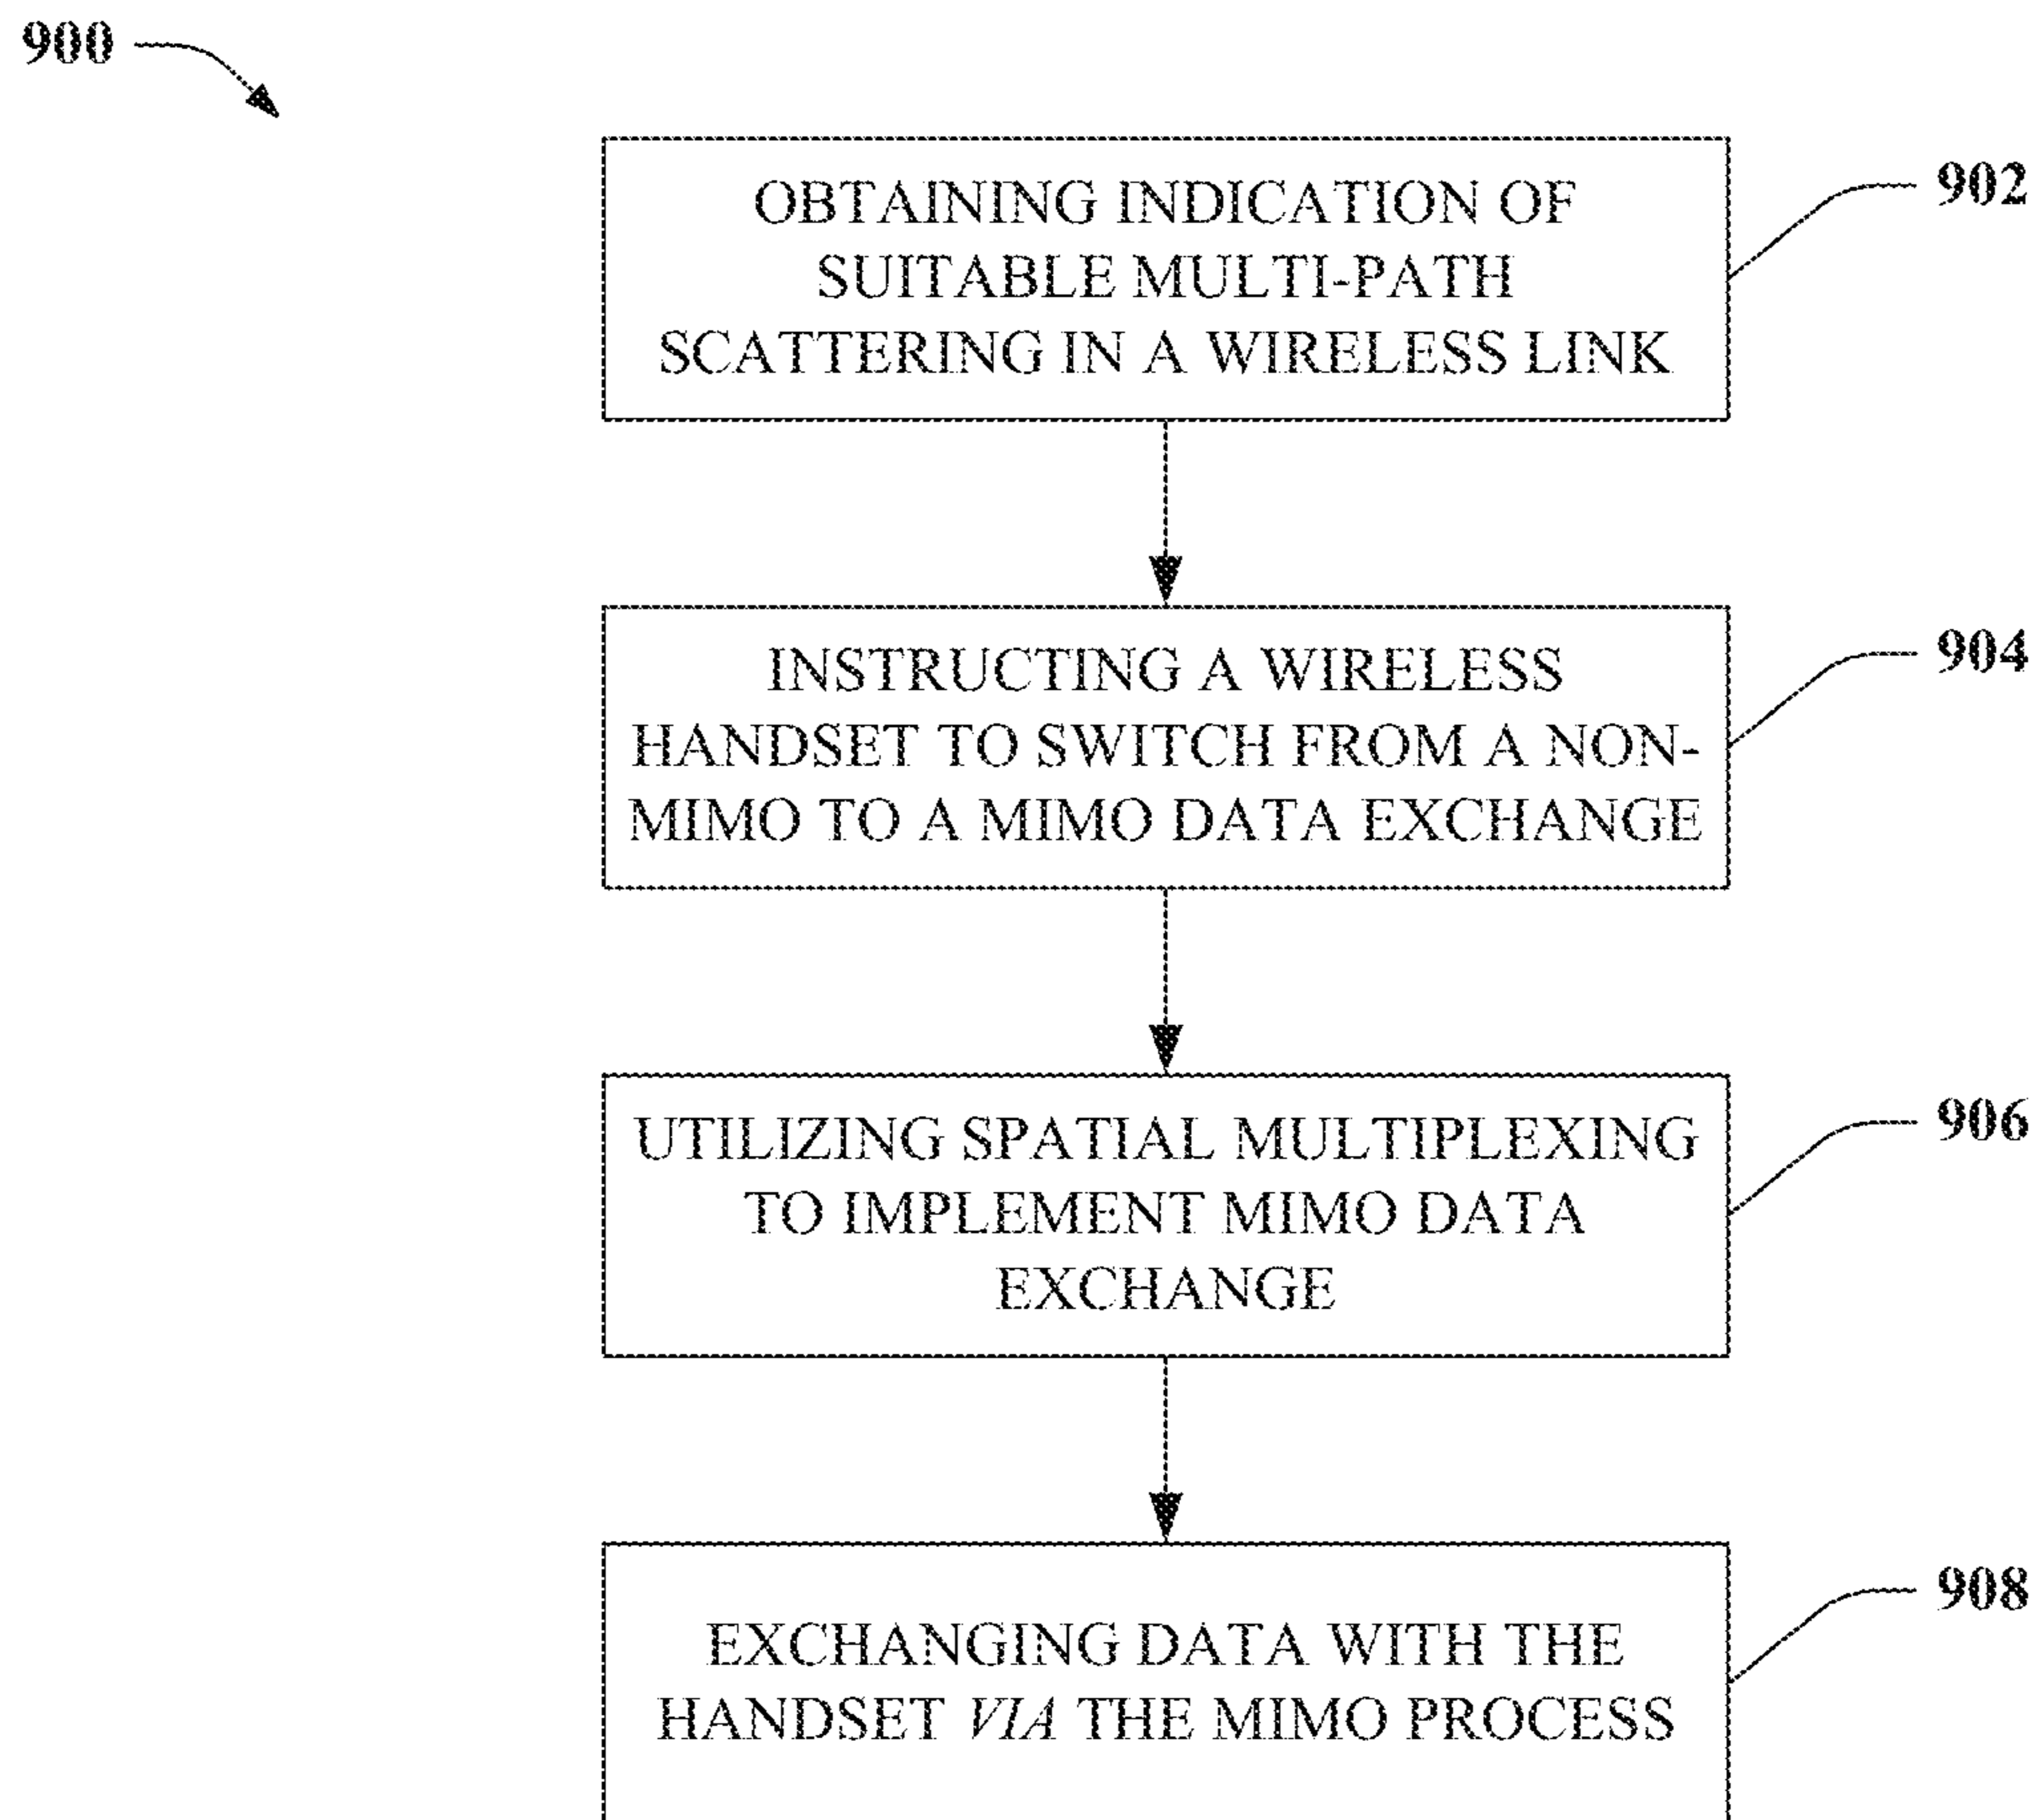 900
OBTAINING INDICATION OF
SUITABLE MULTI-PATH
SCATTERING IN A WIRELESS LINK
902
INSTRUCTING A WIRELESS
HANDSET TO SWITCH FROM A NON-
MIMO TO A MIMO DATA EXCHANGE
904
UTILIZING SPATIAL MULTIPLEXING
TO IMPLEMENT MIMO DATA
EXCHANGE
906
EXCHANGING DATA WITH THE
HANDSET VIA THE MIMO PROCESS
908